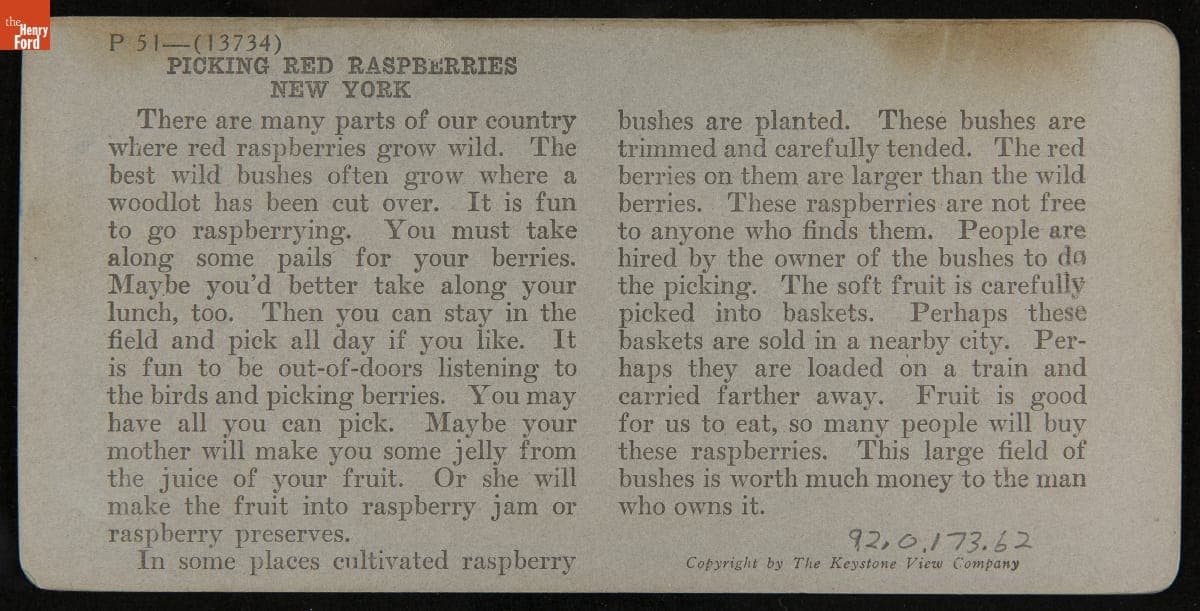 the
Henry
Ford
P 51—(13734)
PICKING RED RASPBERRIES
NEW YORK
There are many parts of our country
where red raspberries grow wild. The
best wild bushes often grow where a
woodlot has been cut over. It is fun
to go raspberrying. You must take
along some pails for your berries.
Maybe you'd better take along your
lunch, too. Then you can stay in the
field and pick all day if you like. It
is fun to be out-of-doors listening to
the birds and picking berries. You may
have all you can pick. Maybe your
mother will make you some jelly from
the juice of your fruit. Or she will
make the fruit into raspberry jam or
raspberry preserves.
In some places cultivated raspberry
bushes are planted. These bushes are
trimmed and carefully tended. The red
berries on them are larger than the wild
berries. These raspberries are not free
to anyone who finds them. People are
hired by the owner of the bushes to do
the picking. The soft fruit is carefully
picked into baskets. Perhaps these
baskets are sold in a nearby city. Per-
haps they are loaded on a train and
carried farther away. Fruit is good
for us to eat, so many people will buy
these raspberries. This large field of
bushes is worth much money to the man
who owns it.
92.0.173.62
Copyright by The Keystone View Company